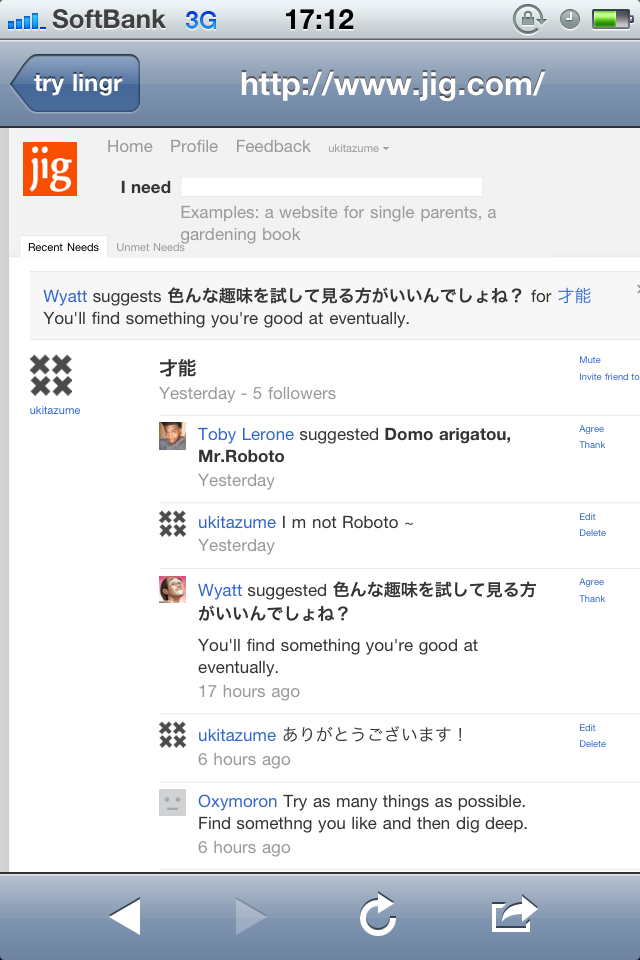 SoftBank 3G 17:12
try lingr
http://www.jig.com/
jig
Home Profile Feedback ukitazume
I need
Examples: a website for single parents, a
gardening book
Recent Needs Unmet Needs
Wyatt suggests 色んな趣味を試して見る方がいいんでしょね？ for 才能
You'll find something you're good at eventually.
ukitazume
才能
Yesterday - 5 followers
Mute
Invite friend to
Toby Lerone suggested Domo arigatou,
Mr.Roboto
Yesterday
Agree
Thank
ukitazume I m not Roboto ~
Yesterday
Edit
Delete
Wyatt suggested 色んな趣味を試して見る方
がいいんでしょね？
You'll find something you're good at
eventually.
17 hours ago
Agree
Thank
ukitazume ありがとうございます！
6 hours ago
Edit
Delete
Oxymoron Try as many things as possible.
Find somethng you like and then dig deep.
6 hours ago